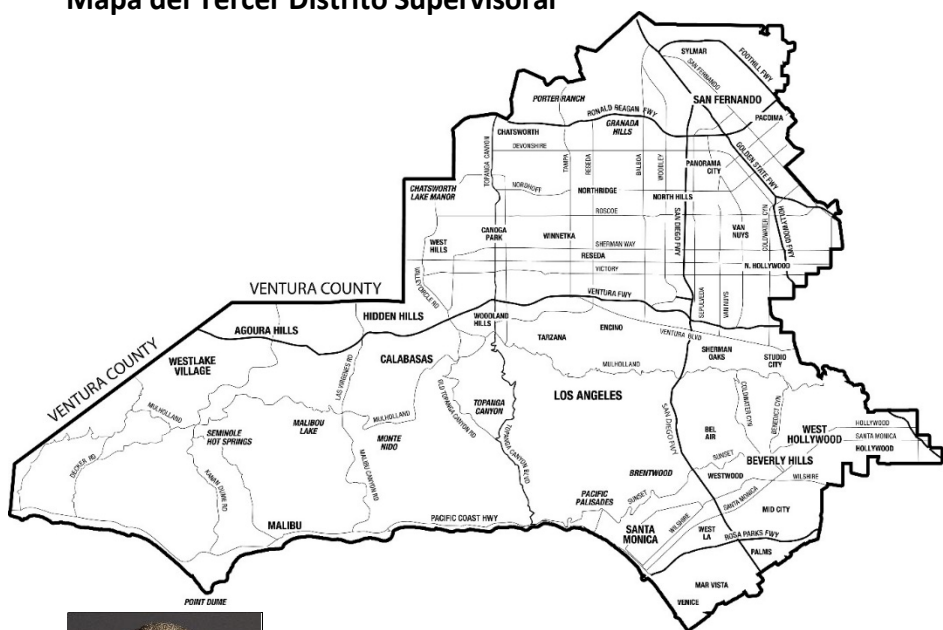 Mapa del Tercer Distrito Supervisoral
SYLMAR
FOOTHILL FWY
SAN FERNANDO
SAN FERNANDO
PORTER RANCH
RONALD REAGAN FWY
PACOIMA
CHATSWORTH
GRANADA
HILLS
DEVONSHIRE
TOPANGA CANYON
TAMPA
RESEDA
BALBOA
WOODLEY
PANORAMA
CITY
GOLDEN STATE FWY
CHATSWORTH
LAKE MANOR
NORDHOFF
NORTHRIDGE
NORTH HILLS
ROSCOE
SAN DIEGO FWY
COLDWATER CYN
HOLLYWOOD FWY
WEST
HILLS
CANOGA
PARK
WINNETKA
VAN
NUYS
SHERMAN WAY
RESEDA
VICTORY
N. HOLLYWOOD
VALLEY CIRCLE RD
VENTURA COUNTY
VENTURA FWY
SEPULVEDA
VAN NUYS
HIDDEN HILLS
WOODLAND
HILLS
AGOURA HILLS
TARZANA
ENCINO
VENTURA BLVD
VENTURA COUNTY
WESTLAKE
VILLAGE
LAS VIRGENES RD
CALABASAS
MULHOLLAND
SHERMAN
OAKS
STUDIO
CITY
OLD TOPANGA CANYON RD
TOPANGA
CANYON
LOS ANGELES
COLDWATER CYN
BENEDICT CYN
MULHOLLAND
SEMINOLE
HOT SPRINGS
MALIBU
LAKE
MULHOLLAND
MONTE
NIDO
TOPANGA CANYON BLVD
SAN DIEGO FWY
BEL
AIR
WEST
HOLLYWOOD
HOLLYWOOD
SANTA MONICA
HOLLYWOOD
DECKER RD
KANAN DUME RD
MALIBU CANYON RD
SUNSET
BEVERLY HILLS
BRENTWOOD
WESTWOOD
WILSHIRE
PACIFIC
PALISADES
SUNSET
SANTA MONICA
MID CITY
MALIBU
PACIFIC COAST HWY
SANTA
MONICA
WILSHIRE
WEST
LA
ROSA PARKS FWY
PALMS
MAR VISTA
VENICE
POINT DUME